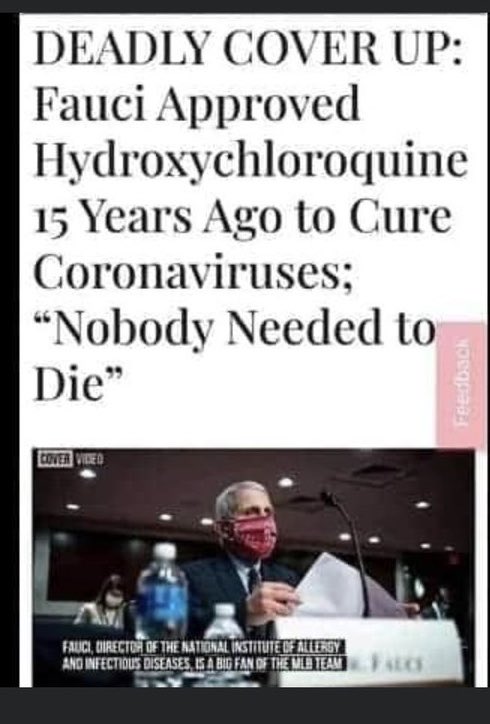 DEADLY COVER UP:
Fauci Approved
Hydroxychloroquine
15 Years Ago to Cure
Coronaviruses;
“Nobody Needed to
Die”
Feedback
COVER VIDEO
FAUCI, DIRECTOR OF THE NATIONAL INSTITUTE OF ALLERGY
AND INFECTIOUS DISEASES, IS A BIG FAN OF THE MLB TEAM